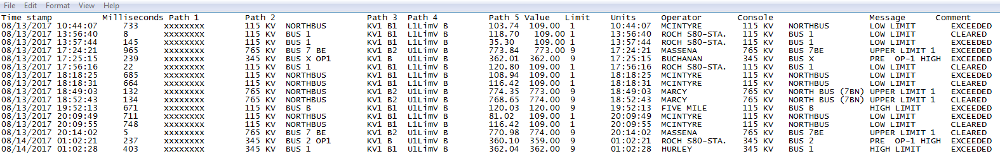 File Edit Format View Help
Time stamp Milliseconds Path 1 Path 2 Path 3 Path 4 Path 5 Value Limit Units Operator Console Message Comment
08/13/2017 10:44:07 733 xxxxxxxx 115 KV NORTHBUS KV1 B1 L1LimV B 103.74 109.00 1 10:44:07 MCINTYRE 115 KV NORTHBUS LOW LIMIT EXCEEDED
08/13/2017 13:56:40 8 xxxxxxxx 115 KV BUS 1 KV1 B1 L1LimV B 118.70 109.00 1 13:56:40 ROCH S80-STA. 115 KV BUS 1 LOW LIMIT CLEARED
08/13/2017 13:57:44 145 xxxxxxxx 115 KV BUS 1 KV1 B1 L1LimV B 35.30 109.00 1 13:57:44 ROCH S80-STA. 115 KV BUS 1 LOW LIMIT EXCEEDED
08/13/2017 17:24:21 965 xxxxxxxx 765 KV BUS 7 BE KV1 B2 U1LimV B 773.84 773.00 9 17:24:21 MASSENA 765 KV BUS 7BE UPPER LIMIT 1 EXCEEDED
08/13/2017 17:25:15 239 xxxxxxxx 345 KV BUS X OP1 KV1 B U1LimV B 362.01 362.00 9 17:25:15 BUCHANAN 345 KV BUS X PRE OP-1 HIGH EXCEEDED
08/13/2017 17:56:16 22 xxxxxxxx 115 KV BUS 1 KV1 B1 L1LimV B 120.80 109.00 1 17:56:16 ROCH S80-STA. 115 KV BUS 1 LOW LIMIT CLEARED
08/13/2017 18:18:25 685 xxxxxxxx 115 KV NORTHBUS KV1 B1 L1LimV B 108.94 109.00 1 18:18:25 MCINTYRE 115 KV NORTHBUS LOW LIMIT EXCEEDED
08/13/2017 18:18:31 664 xxxxxxxx 115 KV NORTHBUS KV1 B1 L1LimV B 116.42 109.00 1 18:18:31 MCINTYRE 115 KV NORTHBUS LOW LIMIT CLEARED
08/13/2017 18:49:03 132 xxxxxxxx 765 KV NORTHBUS KV1 B2 U1LimV B 774.35 773.00 9 18:49:03 MARCY 765 KV NORTH BUS (7BN) UPPER LIMIT 1 EXCEEDED
08/13/2017 18:52:43 134 xxxxxxxx 765 KV NORTHBUS KV1 B2 U1LimV B 768.65 774.00 9 18:52:43 MARCY 765 KV NORTH BUS (7BN) UPPER LIMIT 1 CLEARED
08/13/2017 19:52:13 671 xxxxxxxx 115 KV BUS B KV1 B1 U1LimV B 120.03 120.00 9 19:52:13 FIVE MILE 115 KV BUS B HIGH LIMIT EXCEEDED
08/13/2017 20:09:49 711 xxxxxxxx 115 KV NORTHBUS KV1 B1 L1LimV B 81.02 109.00 1 20:09:49 MCINTYRE 115 KV NORTHBUS LOW LIMIT EXCEEDED
08/13/2017 20:09:55 748 xxxxxxxx 115 KV NORTHBUS KV1 B1 L1LimV B 116.42 109.00 1 20:09:55 MCINTYRE 115 KV NORTHBUS LOW LIMIT EXCEEDED
08/13/2017 20:14:02 5 xxxxxxxx 765 KV BUS 7 BE KV1 B2 U1LimV B 770.98 774.00 9 20:14:02 MASSENA 765 KV BUS 7BE UPPER LIMIT 1 CLEARED
08/14/2017 01:02:21 237 xxxxxxxx 345 KV BUS 2 OP1 KV1 B U1LimV B 360.10 359.00 9 01:02:21 ROCH S80-STA. 345 KV BUS 2 PRE OP-1 HIGH EXCEEDED
08/14/2017 01:02:28 403 xxxxxxxx 345 KV BUS 1 KV1 B1 U1LimV B 362.04 362.00 9 01:02:28 HURLEY 345 KV BUS 1 HIGH LIMIT EXCEEDED